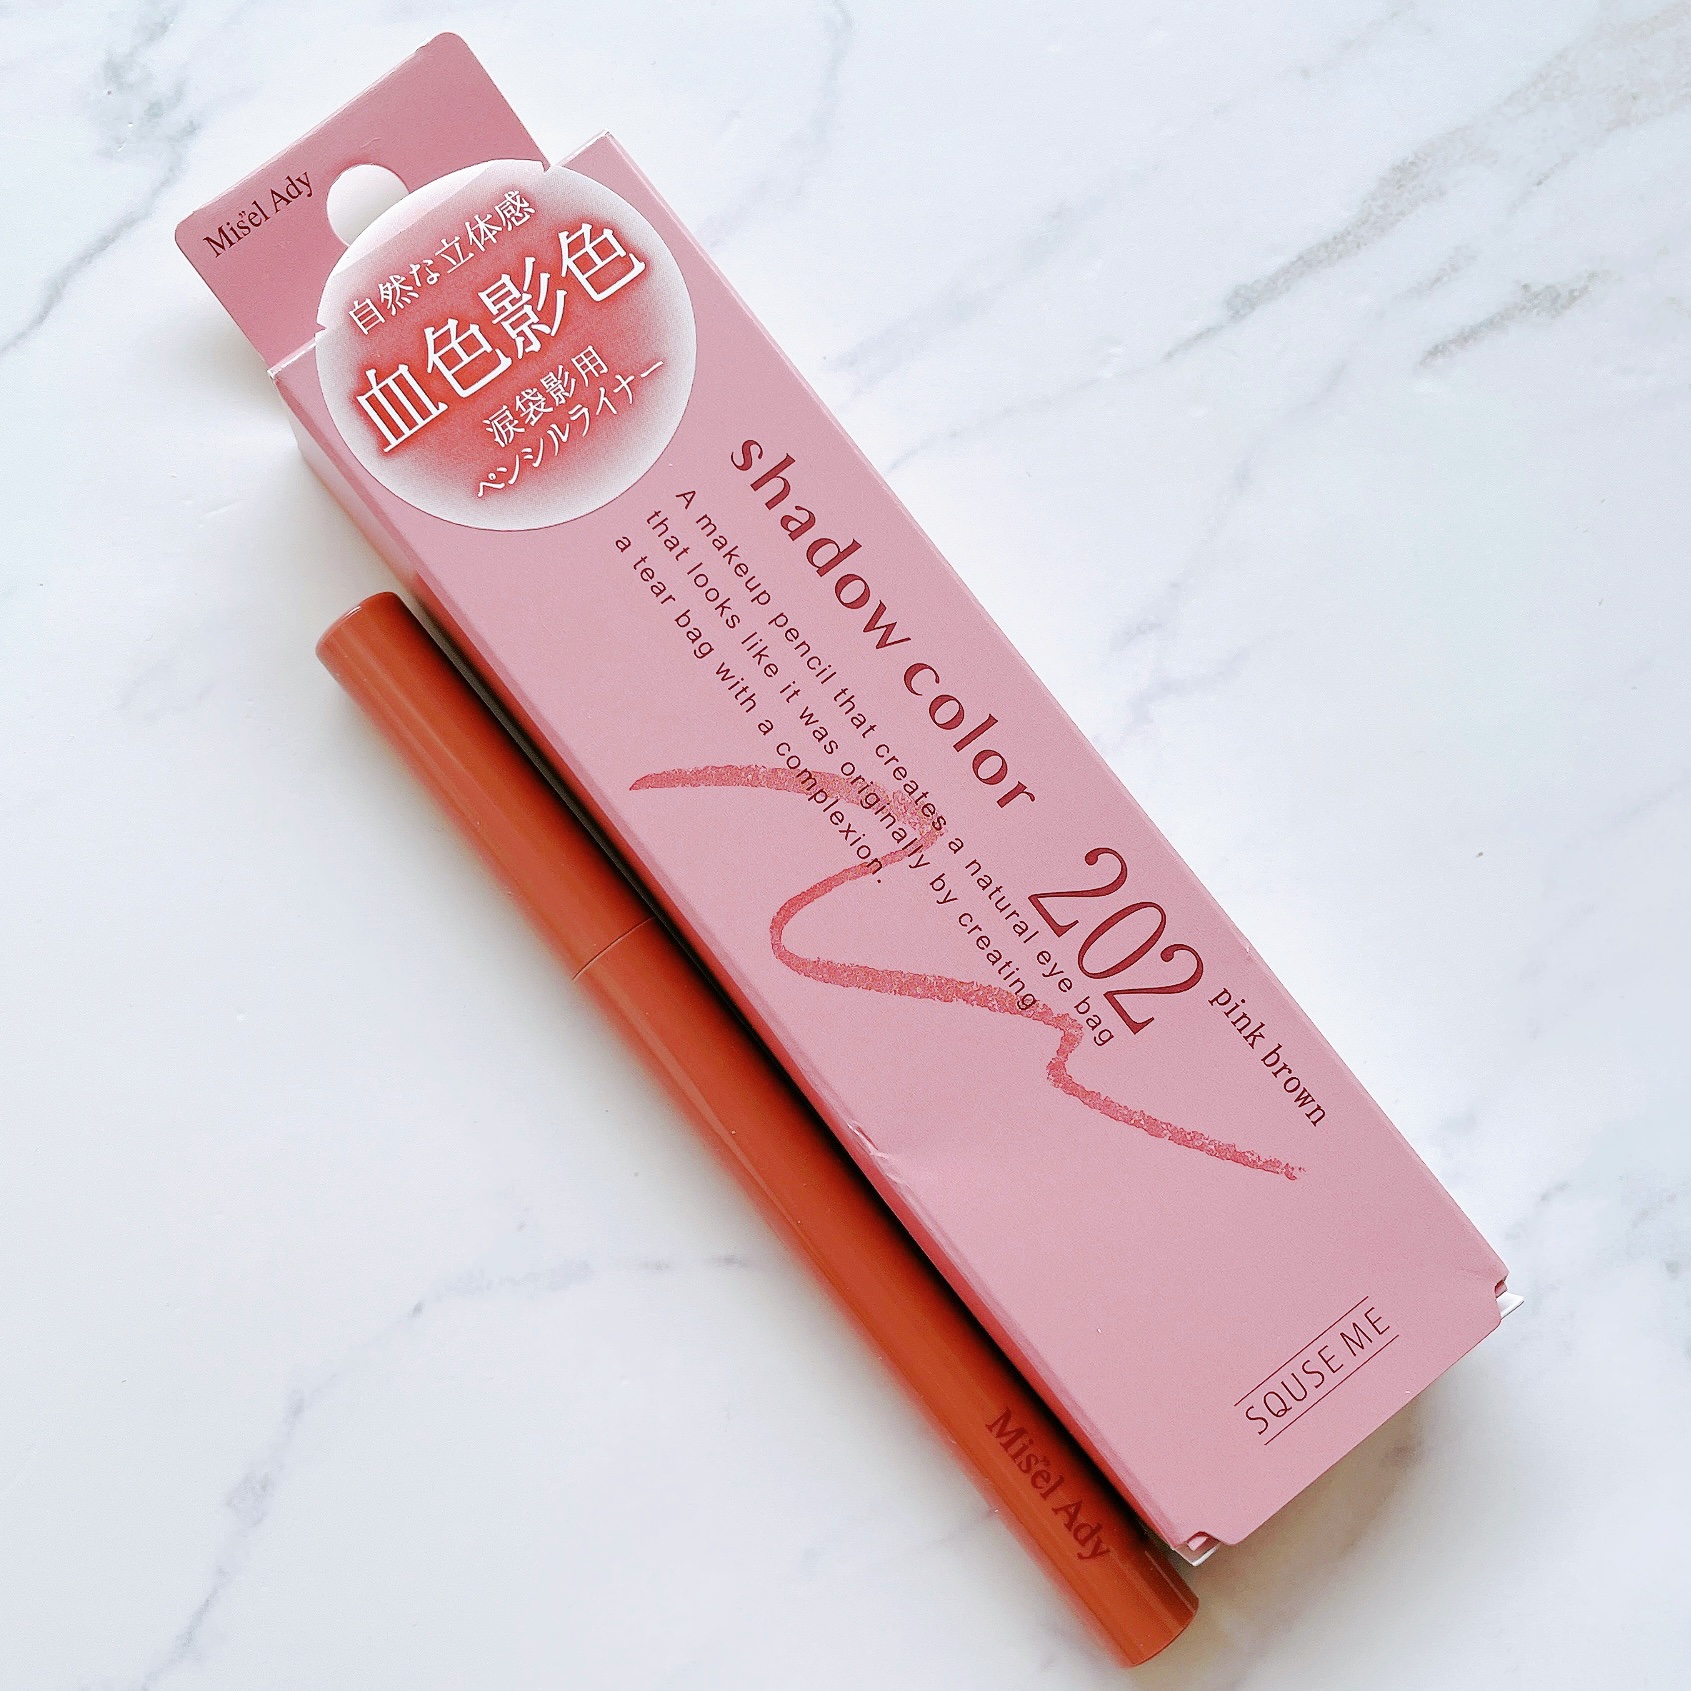 Mis"el Ady
自然な立体感
血色影色
涙袋影用
ペンシルライナー
shadow color
202 pink brown
A makeup pencil that creates a natural eye bag
that looks like it was originally by creating
a tear bag with a complexion.
SQUSE ME
Mis"el Ady